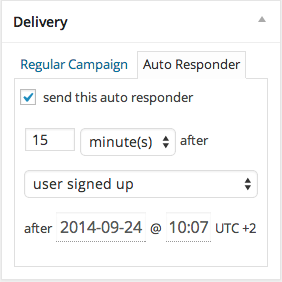 Delivery
Regular Campaign Auto Responder
send this auto responder
15 minute(s) after
user signed up
after 2014-09-24 @ 10:07 UTC +2